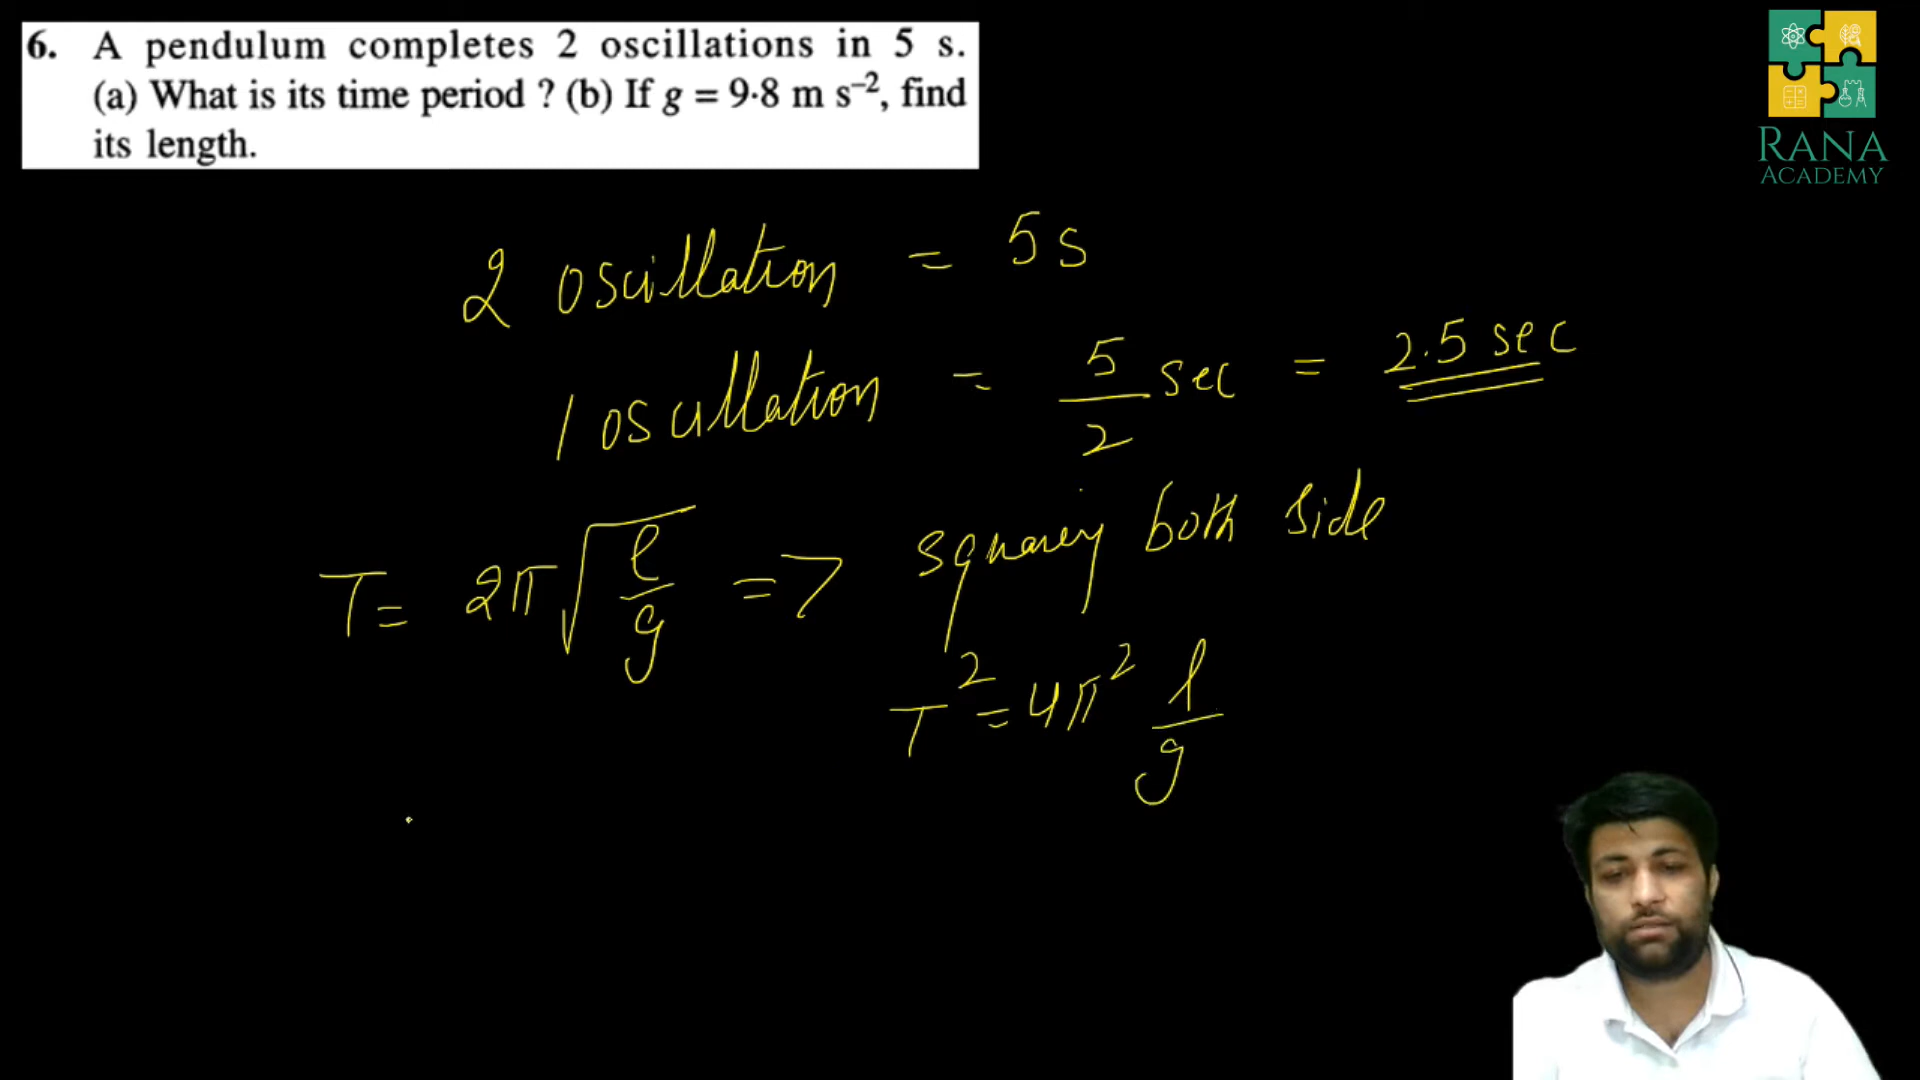 6. A pendulum completes 2 oscillations in 5 s.
(a) What is its time period ? (b) If g = 9·8 m s⁻², find
its length.
RANA
ACADEMY
2 oscillation = 5s
1 oscillation = 5/2 sec = 2.5 sec
T = 2π√(l/g) => squaring both side
T² = 4π² l/g